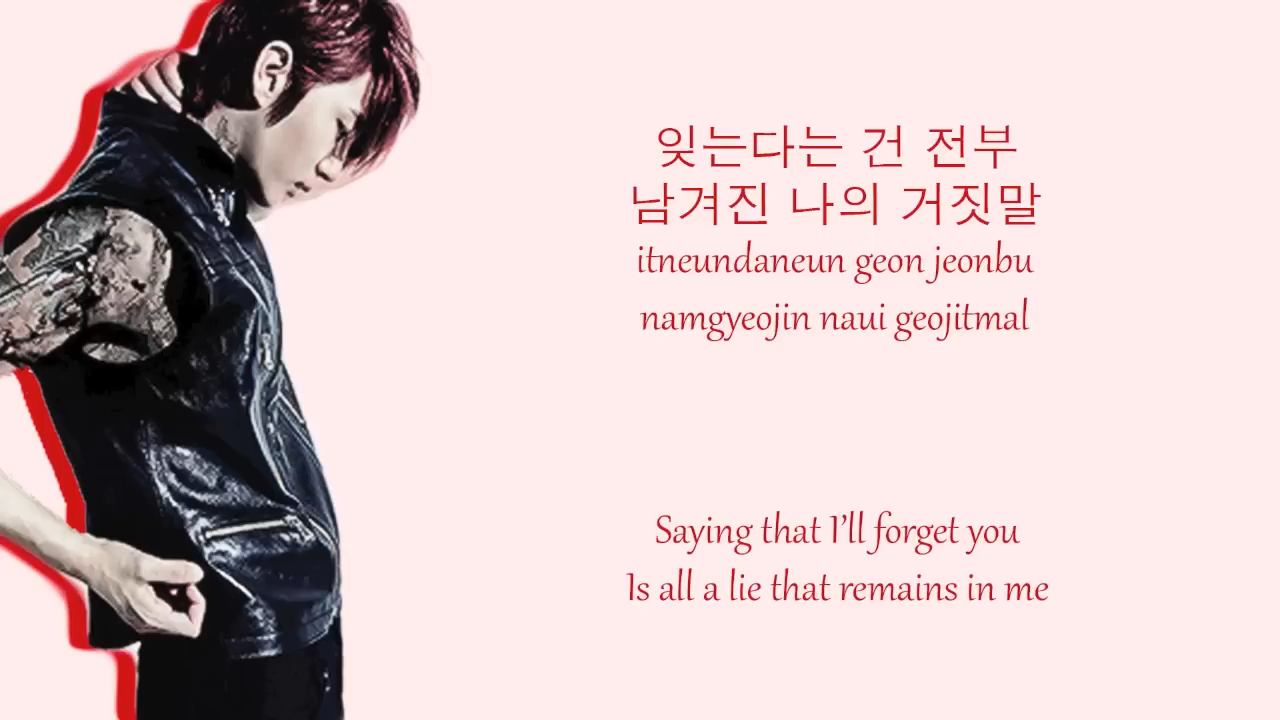 잊는다는 건 전부
남겨진 나의 거짓말
itneundaneun geon jeonbu
namgyeojin naui geojitmal
Saying that I'll forget you
Is all a lie that remains in me